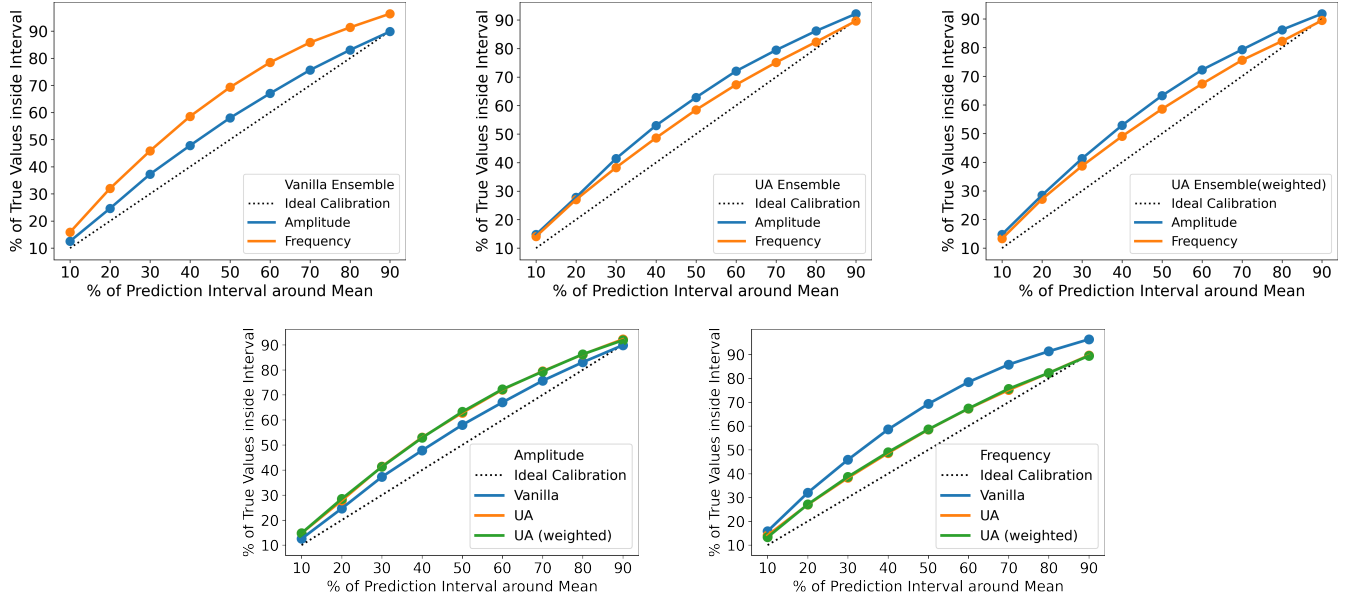 % of True Values inside Interval
90
80
70
60
50
40
30
20
10
Vanilla Ensemble
Ideal Calibration
Amplitude
Frequency
10 20 30 40 50 60 70 80 90
% of Prediction Interval around Mean
% of True Values inside Interval
90
80
70
60
50
40
30
20
10
UA Ensemble
Ideal Calibration
Amplitude
Frequency
10 20 30 40 50 60 70 80 90
% of Prediction Interval around Mean
% of True Values inside Interval
90
80
70
60
50
40
30
20
10
UA Ensemble(weighted)
Ideal Calibration
Amplitude
Frequency
10 20 30 40 50 60 70 80 90
% of Prediction Interval around Mean
% of True Values inside Interval
90
80
70
60
50
40
30
20
10
Amplitude
Ideal Calibration
Vanilla
UA
UA (weighted)
10 20 30 40 50 60 70 80 90
% of Prediction Interval around Mean
% of True Values inside Interval
90
80
70
60
50
40
30
20
10
Frequency
Ideal Calibration
Vanilla
UA
UA (weighted)
10 20 30 40 50 60 70 80 90
% of Prediction Interval around Mean